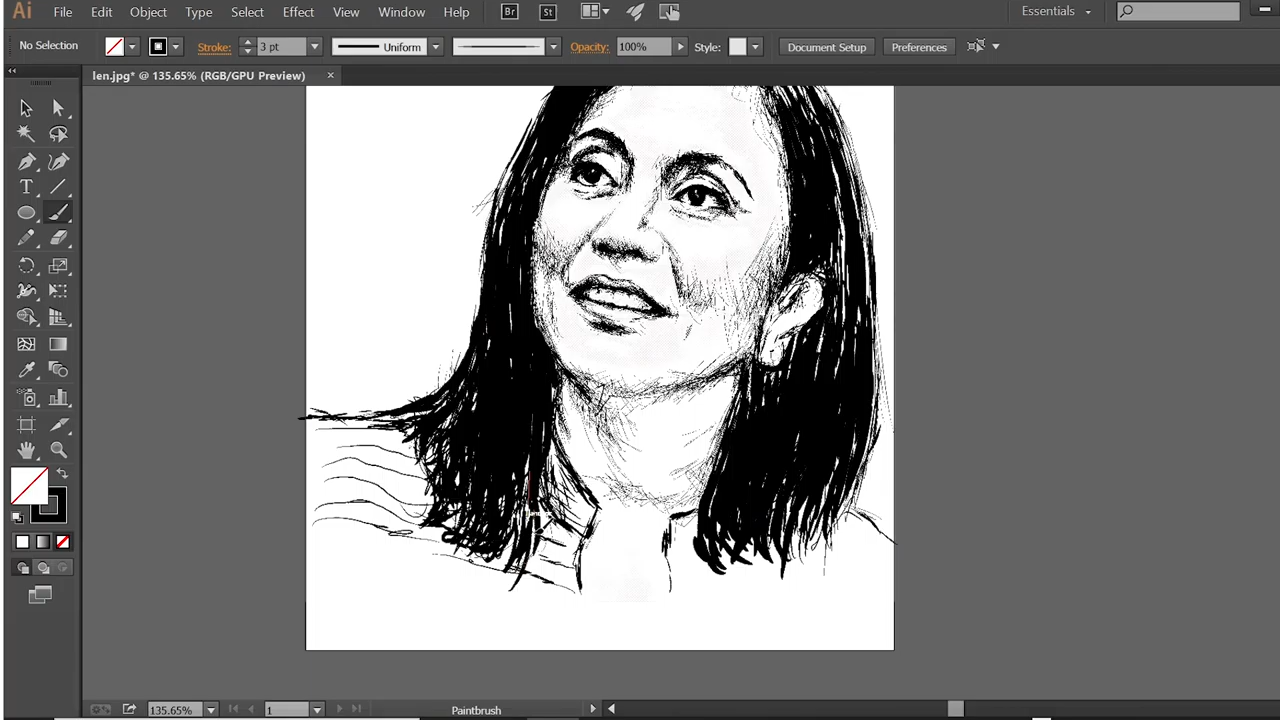 Ai File Edit Object Type Select Effect View Window Help Br St Essentials
No Selection Stroke: 3 pt Uniform Opacity: 100% Style: Document Setup Preferences
len.jpg* @ 135.65% (RGB/GPU Preview) ×
135.65% 1 Paintbrush